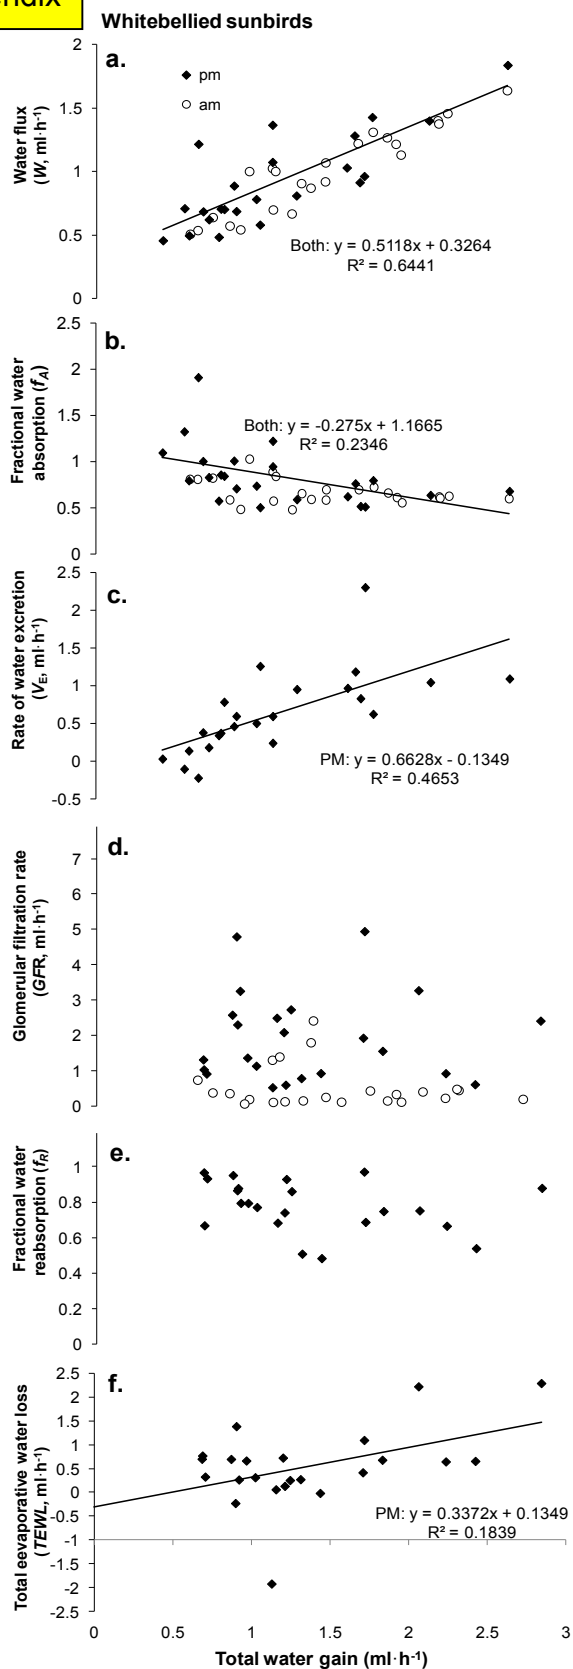 Whitebellied sunbirds
a.
pm
am
Water flux
(W, ml·h-1)
2
1.5
1
0.5
0
Both: y = 0.5118x + 0.3264
R² = 0.6441
b.
Fractional water
absorption (fA)
2.5
2
1.5
1
0.5
0
Both: y = -0.275x + 1.1665
R² = 0.2346
c.
Rate of water excretion
(VE, ml·h-1)
2.5
2
1.5
1
0.5
0
-0.5
PM: y = 0.6628x - 0.1349
R² = 0.4653
d.
Glomerular filtration rate
(GFR, ml·h-1)
7
6
5
4
3
2
1
0
e.
Fractional water
reabsorption (fR)
1
0.8
0.6
0.4
0.2
0
f.
Total eevaporative water loss
(TEWL, ml·h-1)
2.5
2
1.5
1
0.5
0
-0.5
-1
-1.5
-2
-2.5
PM: y = 0.3372x + 0.1349
R² = 0.1839
0 0.5 1 1.5 2 2.5 3
Total water gain (ml·h-1)